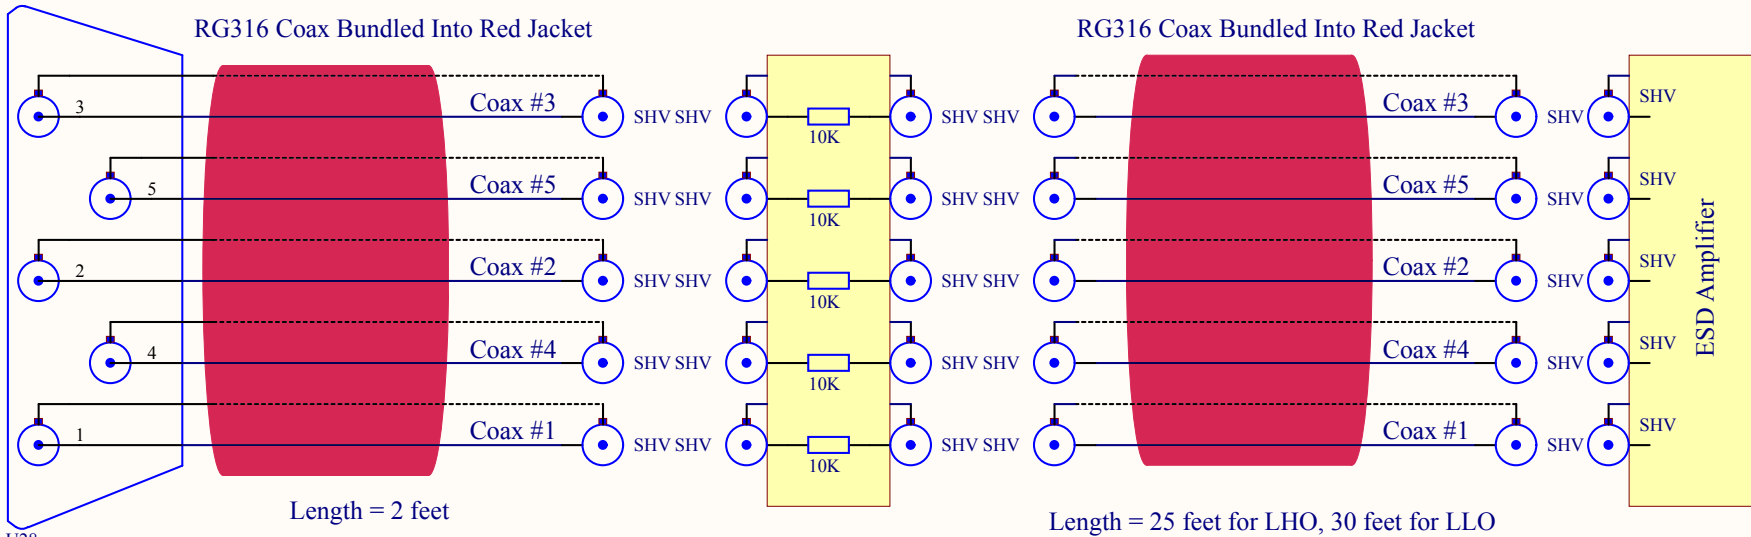 RG316 Coax Bundled Into Red Jacket
RG316 Coax Bundled Into Red Jacket
3
Coax #3
SHV SHV
10K
SHV SHV
Coax #3
SHV
SHV
5
Coax #5
SHV SHV
10K
SHV SHV
Coax #5
SHV
SHV
2
Coax #2
SHV SHV
10K
SHV SHV
Coax #2
SHV
SHV
4
Coax #4
SHV SHV
10K
SHV SHV
Coax #4
SHV
SHV
1
Coax #1
SHV SHV
10K
SHV SHV
Coax #1
SHV
SHV
ESD Amplifier
Length = 2 feet
Length = 25 feet for LHO, 30 feet for LLO